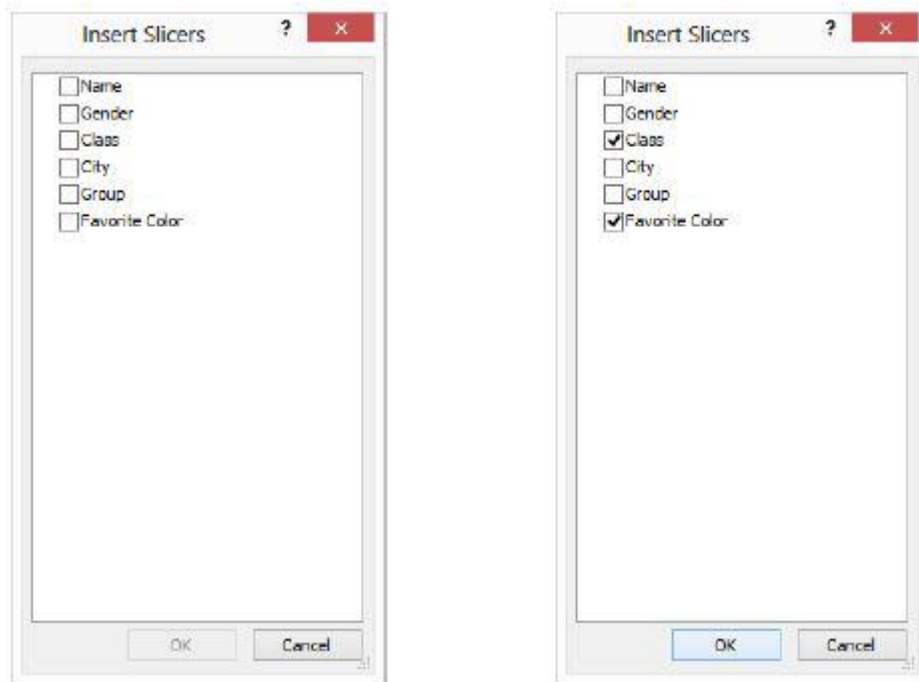 Insert Slicers ?
Name
Gender
Class
City
Group
Favorite Color
OK Cancel
Insert Slicers ?
Name
Gender
Class
City
Group
Favorite Color
OK Cancel